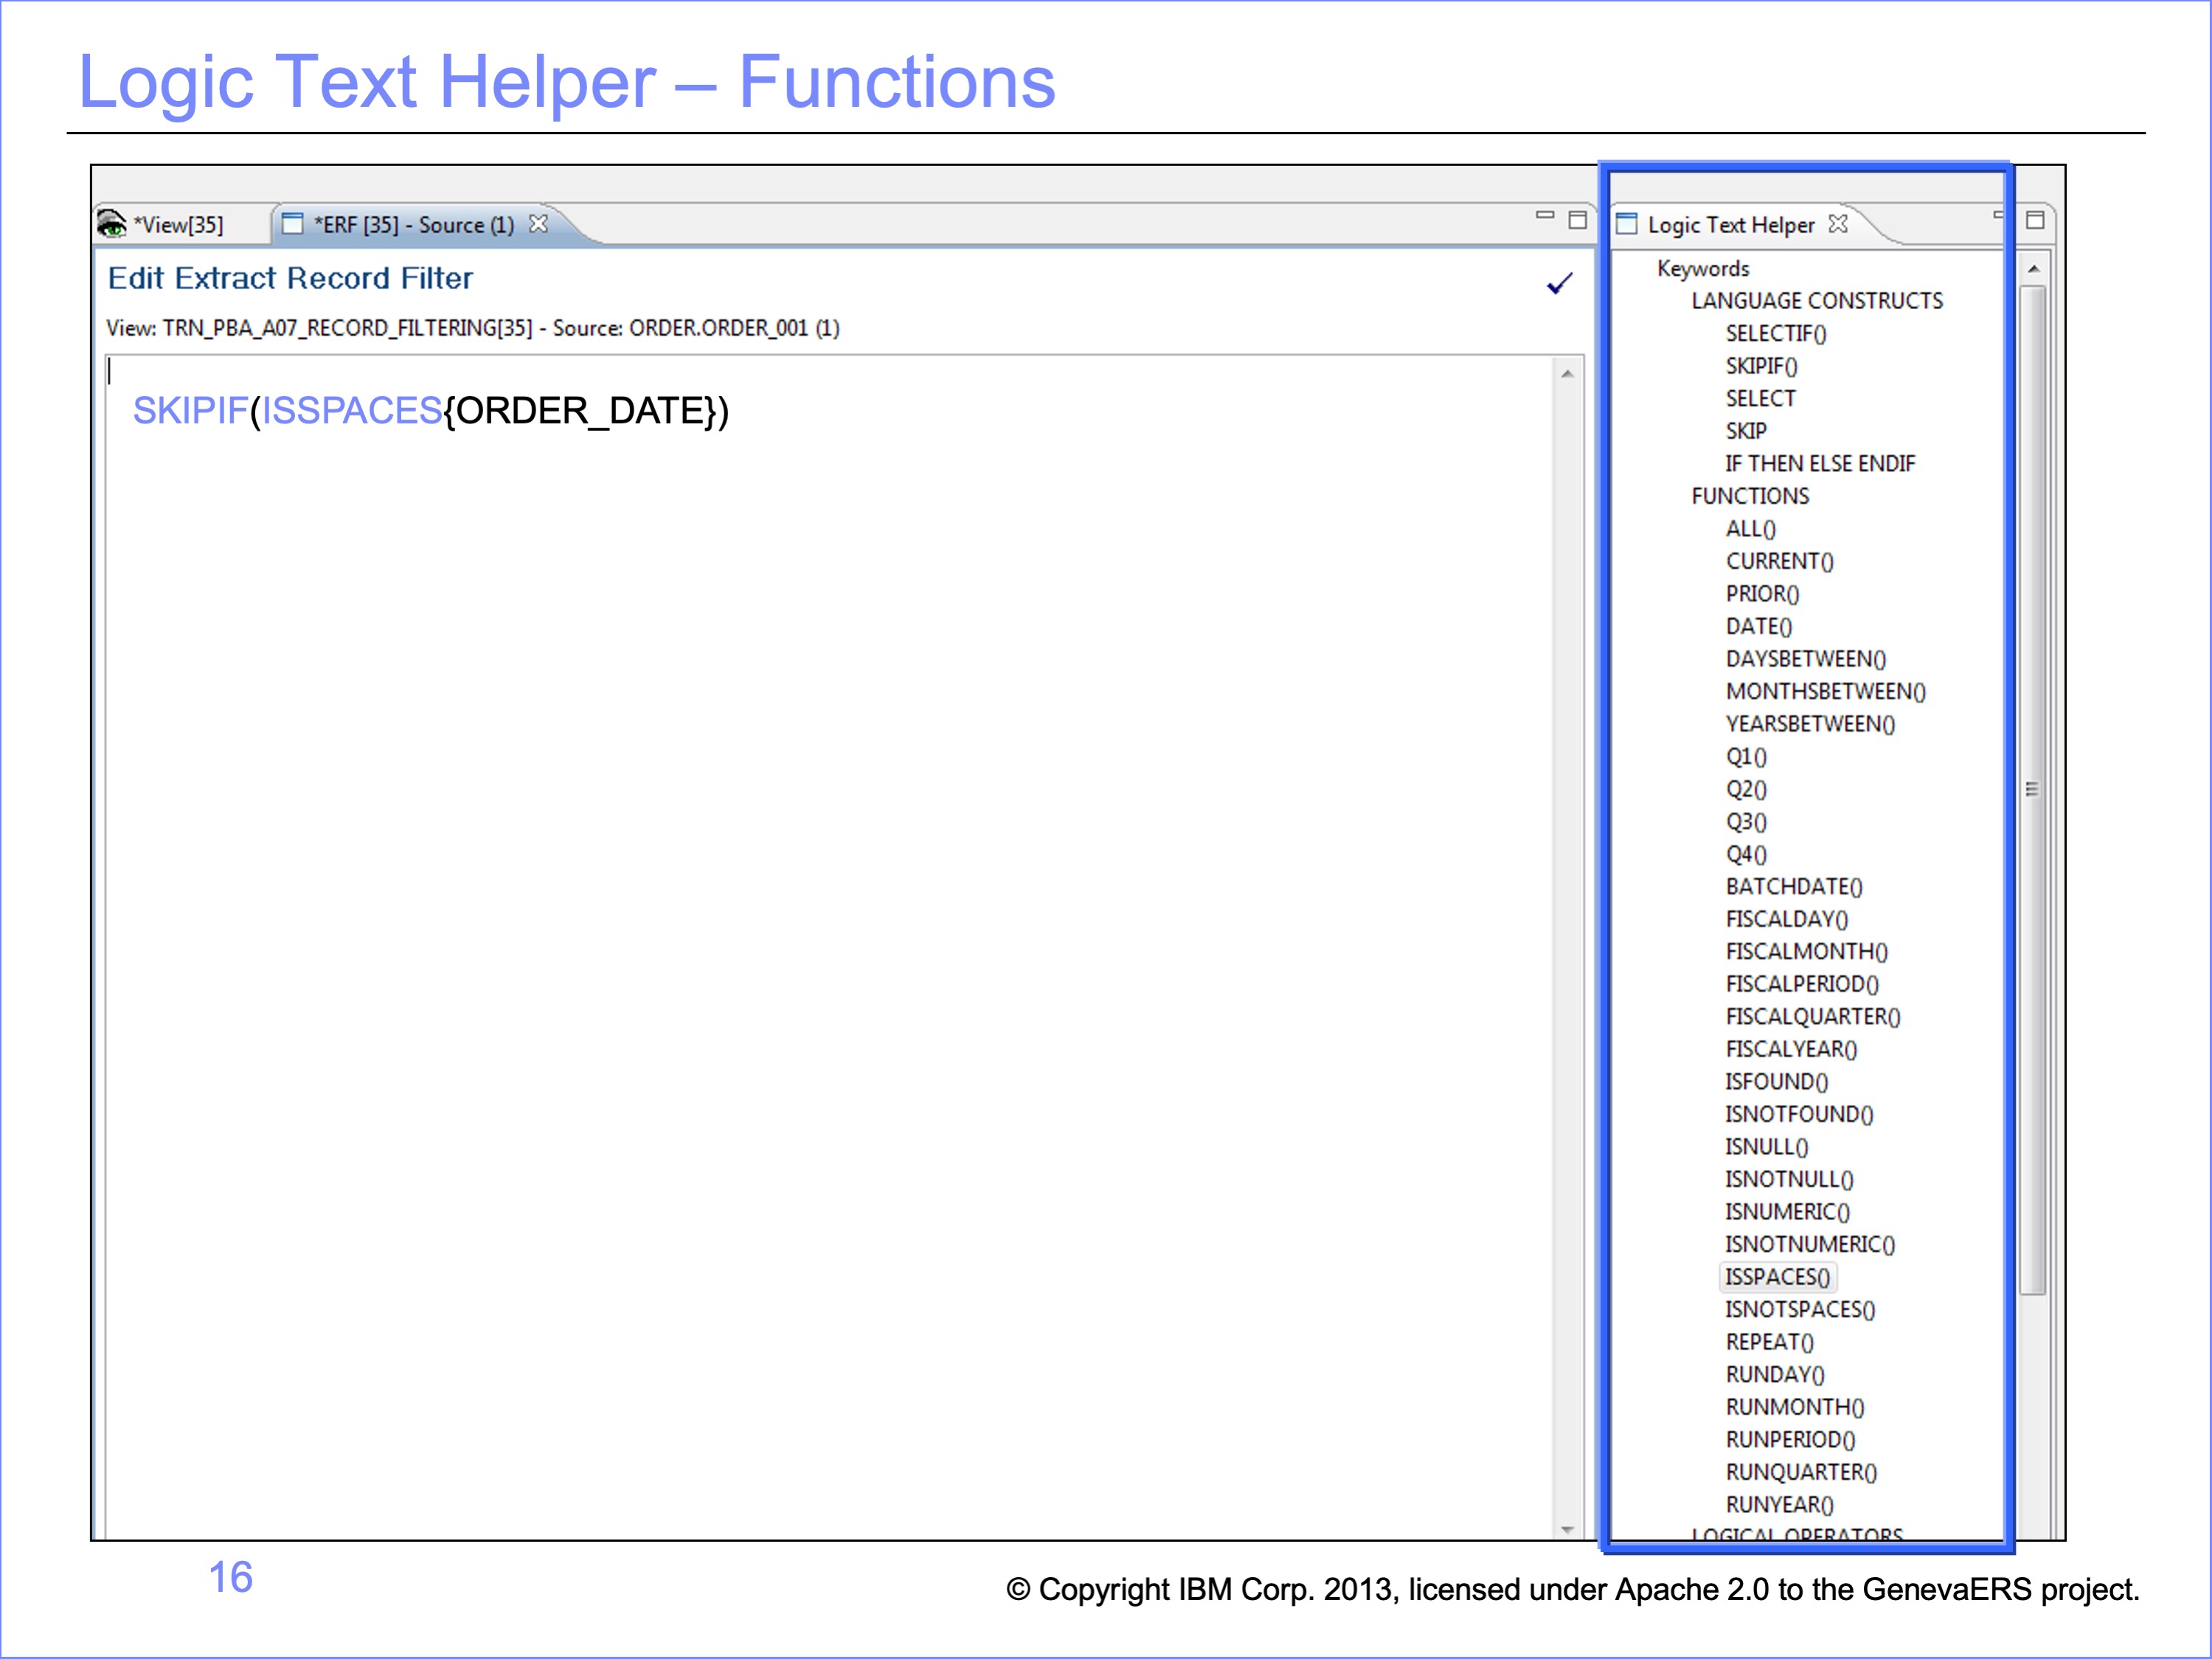 Logic Text Helper – Functions
*View[35]
*ERF [35] - Source (1)
Edit Extract Record Filter
View: TRN_PBA_A07_RECORD_FILTERING[35] - Source: ORDER.ORDER_001 (1)
SKIPIF(ISSPACES{ORDER_DATE})
Logic Text Helper
Keywords
LANGUAGE CONSTRUCTS
SELECTIF()
SKIPIF()
SELECT
SKIP
IF THEN ELSE ENDIF
FUNCTIONS
ALL()
CURRENT()
PRIOR()
DATE()
DAYSBETWEEN()
MONTHSBETWEEN()
YEARSBETWEEN()
Q1()
Q2()
Q3()
Q4()
BATCHDATE()
FISCALDAY()
FISCALMONTH()
FISCALPERIOD()
FISCALQUARTER()
FISCALYEAR()
ISFOUND()
ISNOTFOUND()
ISNULL()
ISNOTNULL()
ISNUMERIC()
ISNOTNUMERIC()
ISSPACES()
ISNOTSPACES()
REPEAT()
RUNDAY()
RUNMONTH()
RUNPERIOD()
RUNQUARTER()
RUNYEAR()
LOGICAL OPERATORS
16
© Copyright IBM Corp. 2013, licensed under Apache 2.0 to the GenevaERS project.